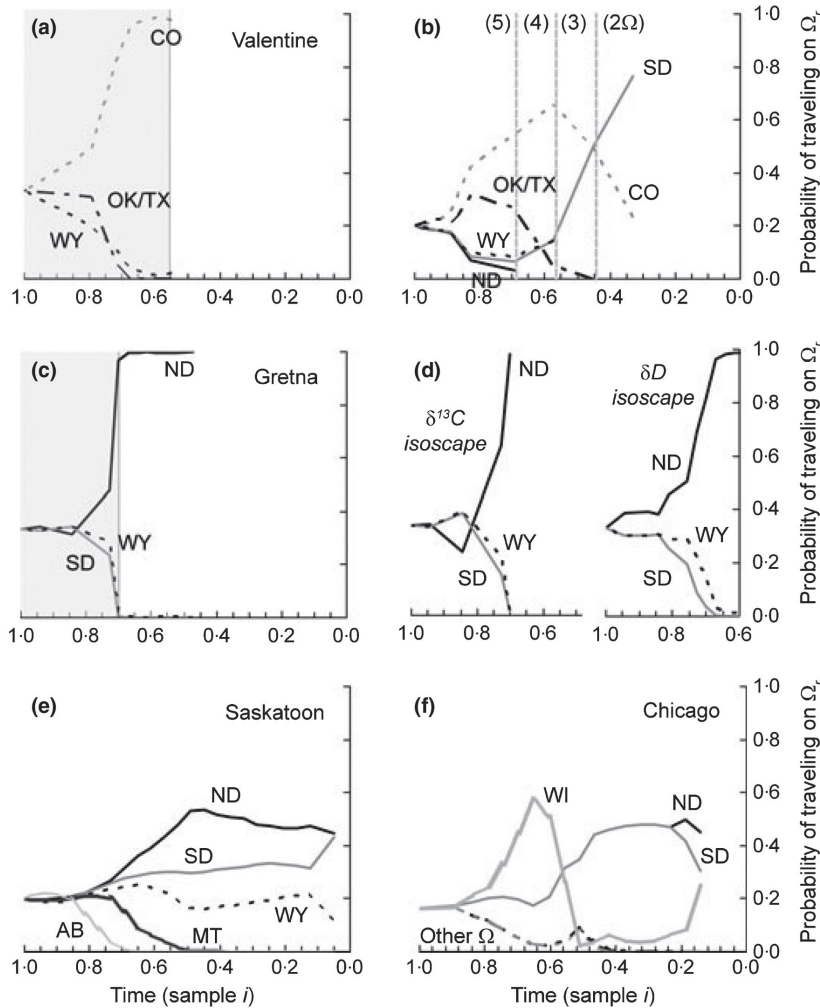 (a)
Valentine
CO
OK/TX
WY
1·0 0·8 0·6 0·4 0·2 0·0
(b)
(5) (4) (3) (2Ω)
SD
CO
OK/TX
WY
ND
1·0 0·8 0·6 0·4 0·2 0·0
1·0
0·8
0·6
0·4
0·2
0·0
Probability of traveling on Ωr
(c)
Gretna
ND
WY
SD
1·0 0·8 0·6 0·4 0·2 0·0
(d)
δ13C
isoscape
ND
WY
SD
1·0 0·8 0·6
δD
isoscape
ND
WY
SD
1·0 0·8 0·6
1·0
0·8
0·6
0·4
0·2
0·0
Probability of traveling on Ωr
(e)
Saskatoon
ND
SD
WY
AB
MT
1·0 0·8 0·6 0·4 0·2 0·0
Time (sample i)
(f)
Chicago
WI
ND
SD
Other Ω
1·0 0·8 0·6 0·4 0·2 0·0
Time (sample i)
1·0
0·8
0·6
0·4
0·2
0·0
Probability of traveling on Ωr